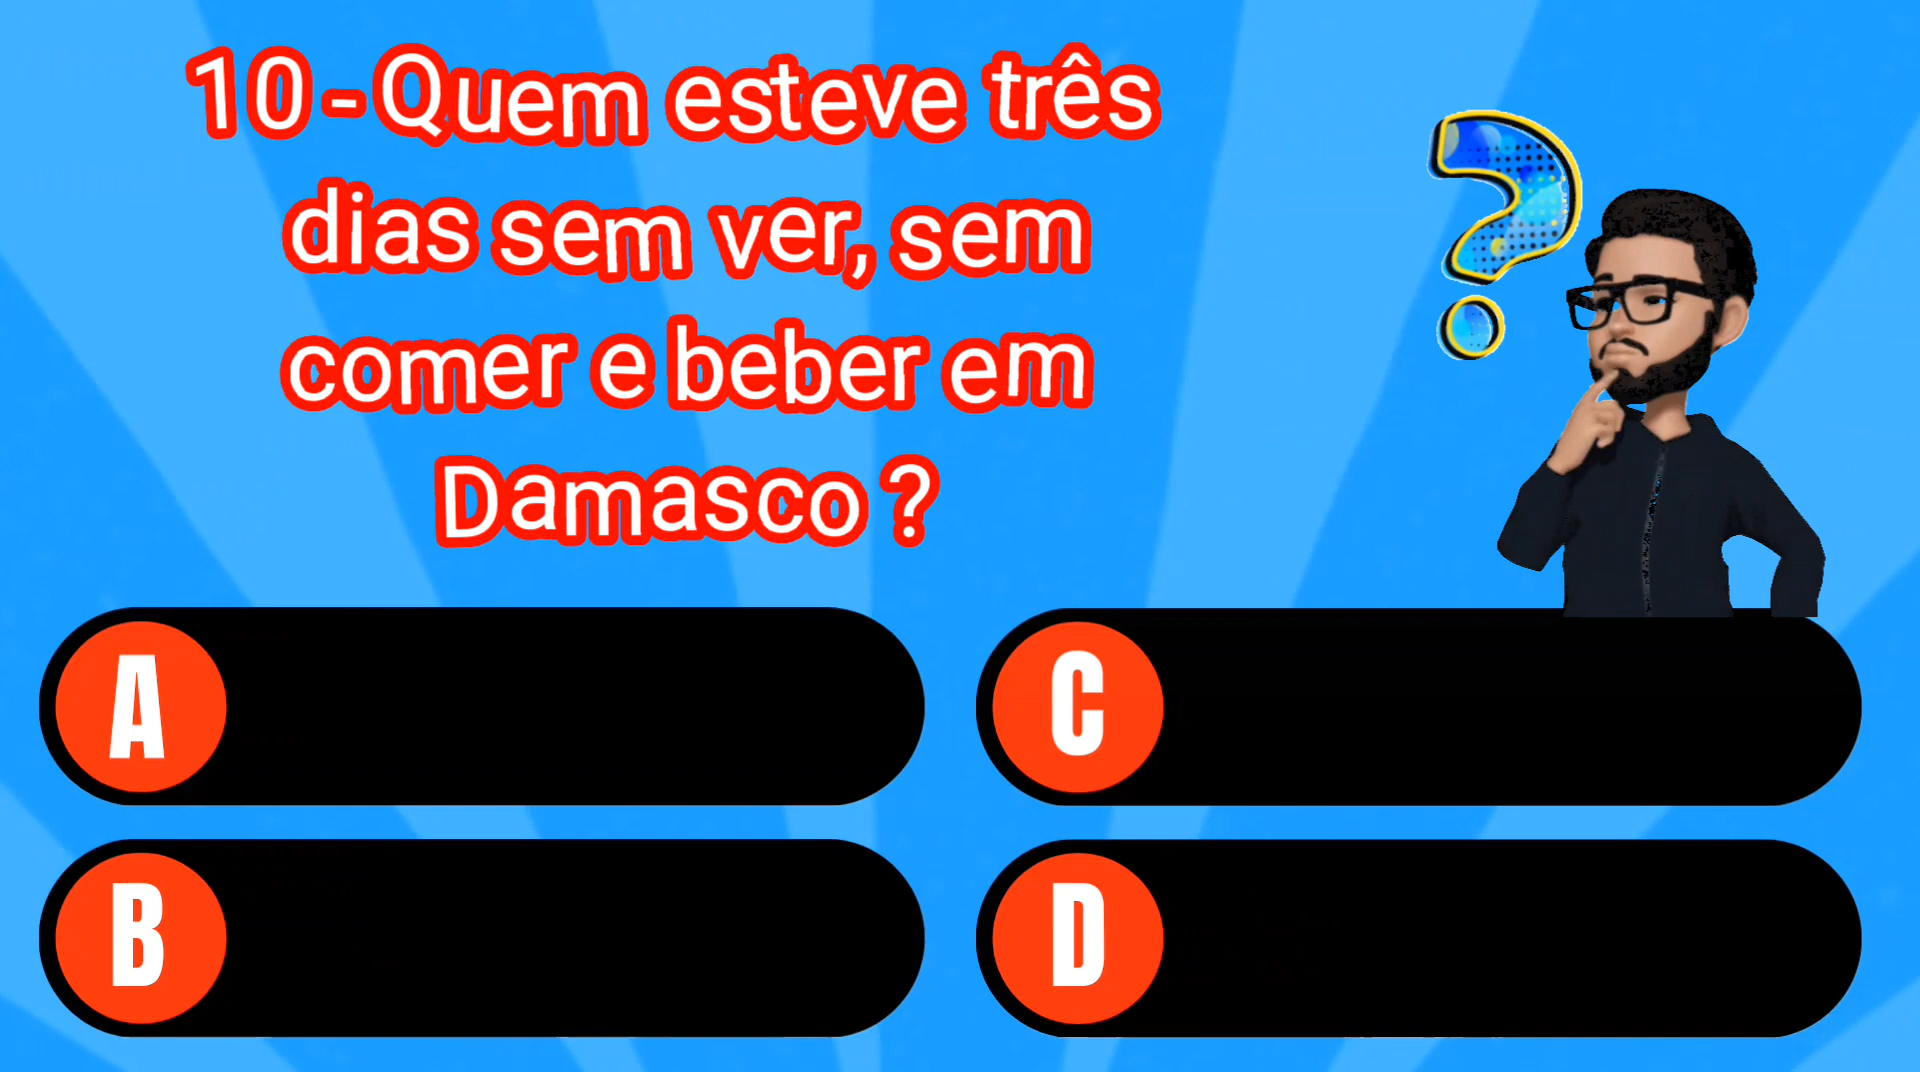 10-Quem esteve três
dias sem ver, sem
comer e beber em
Damasco ?
A
C
B
D